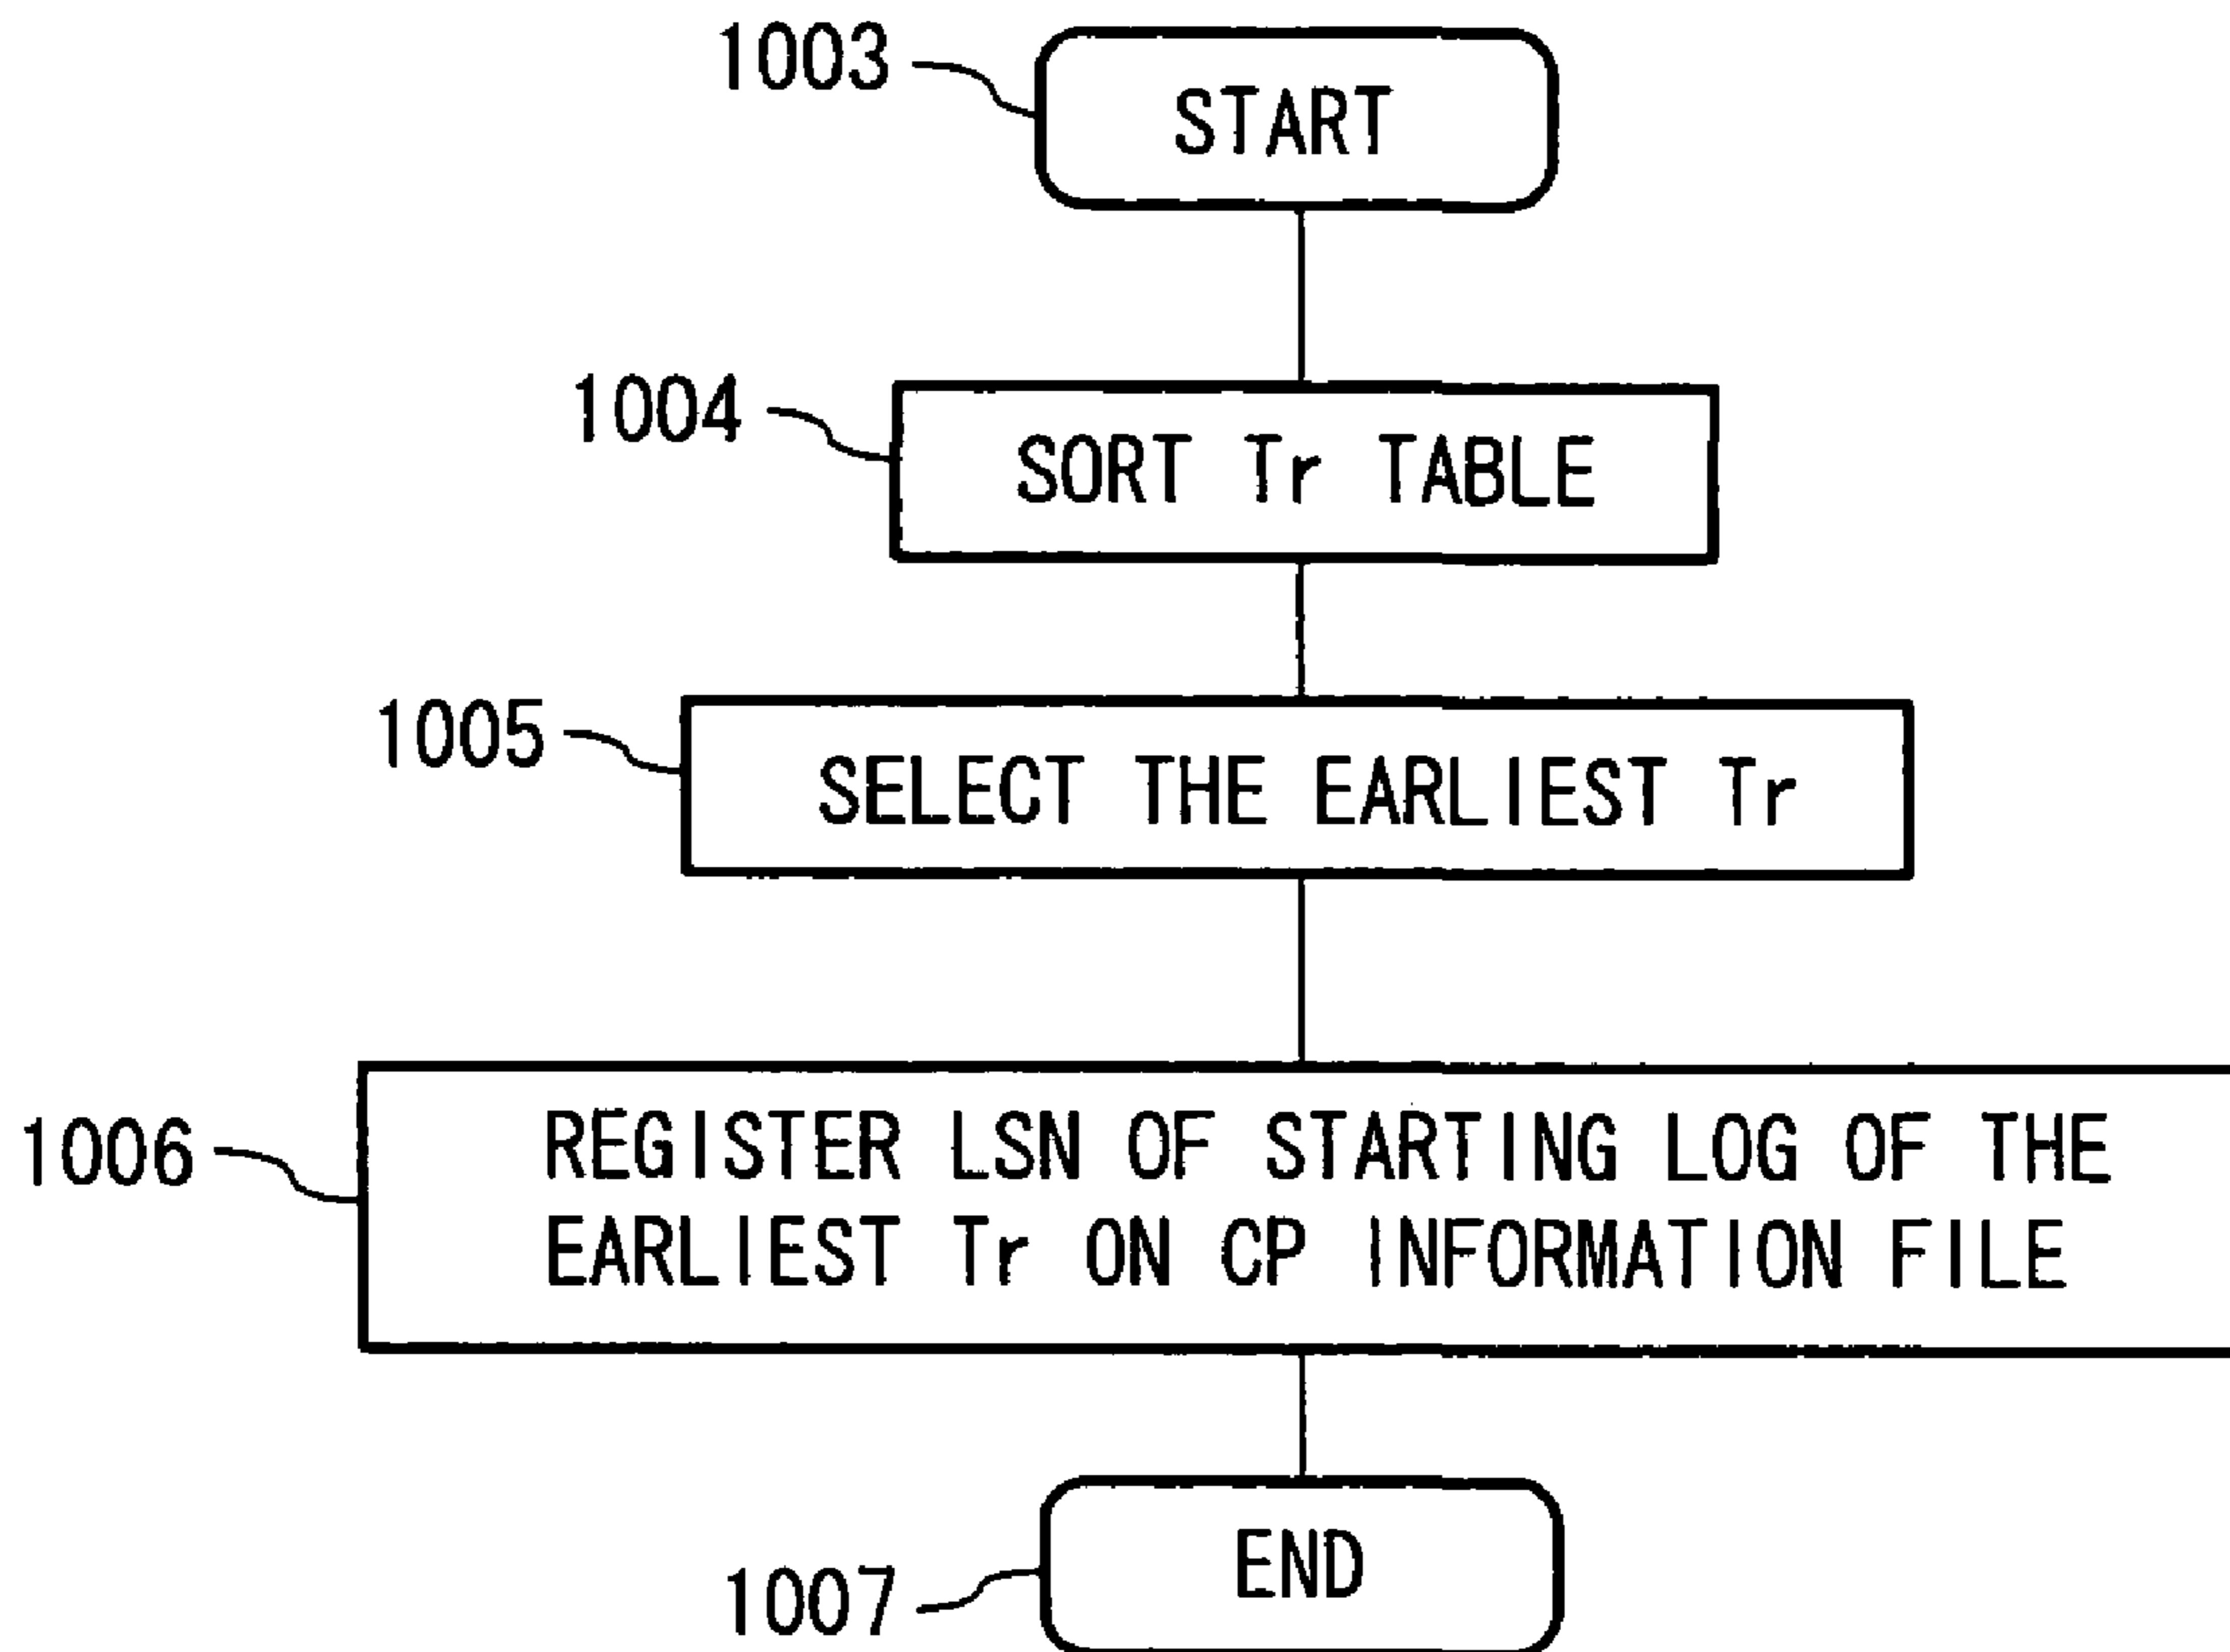 1003
START
1004
SORT Tr TABLE
1005
SELECT THE EARLIEST Tr
1006
REGISTER LSN OF STARTING LOG OF THE
EARLIEST Tr ON CP INFORMATION FILE
END
1007